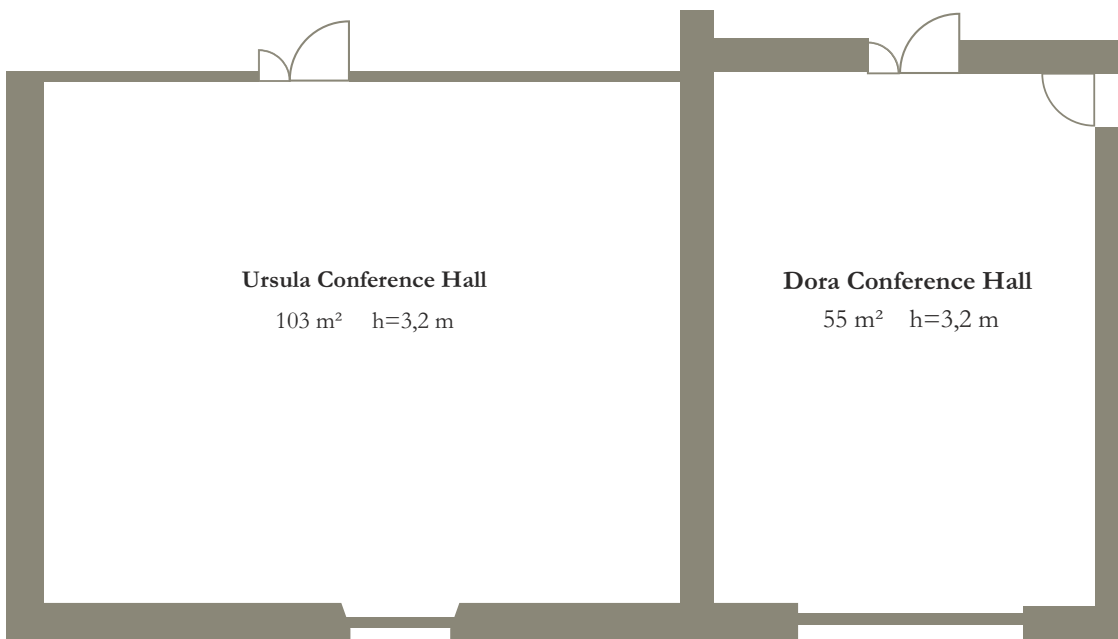 Ursula Conference Hall
103 m² h=3,2 m
Dora Conference Hall
55 m² h=3,2 m